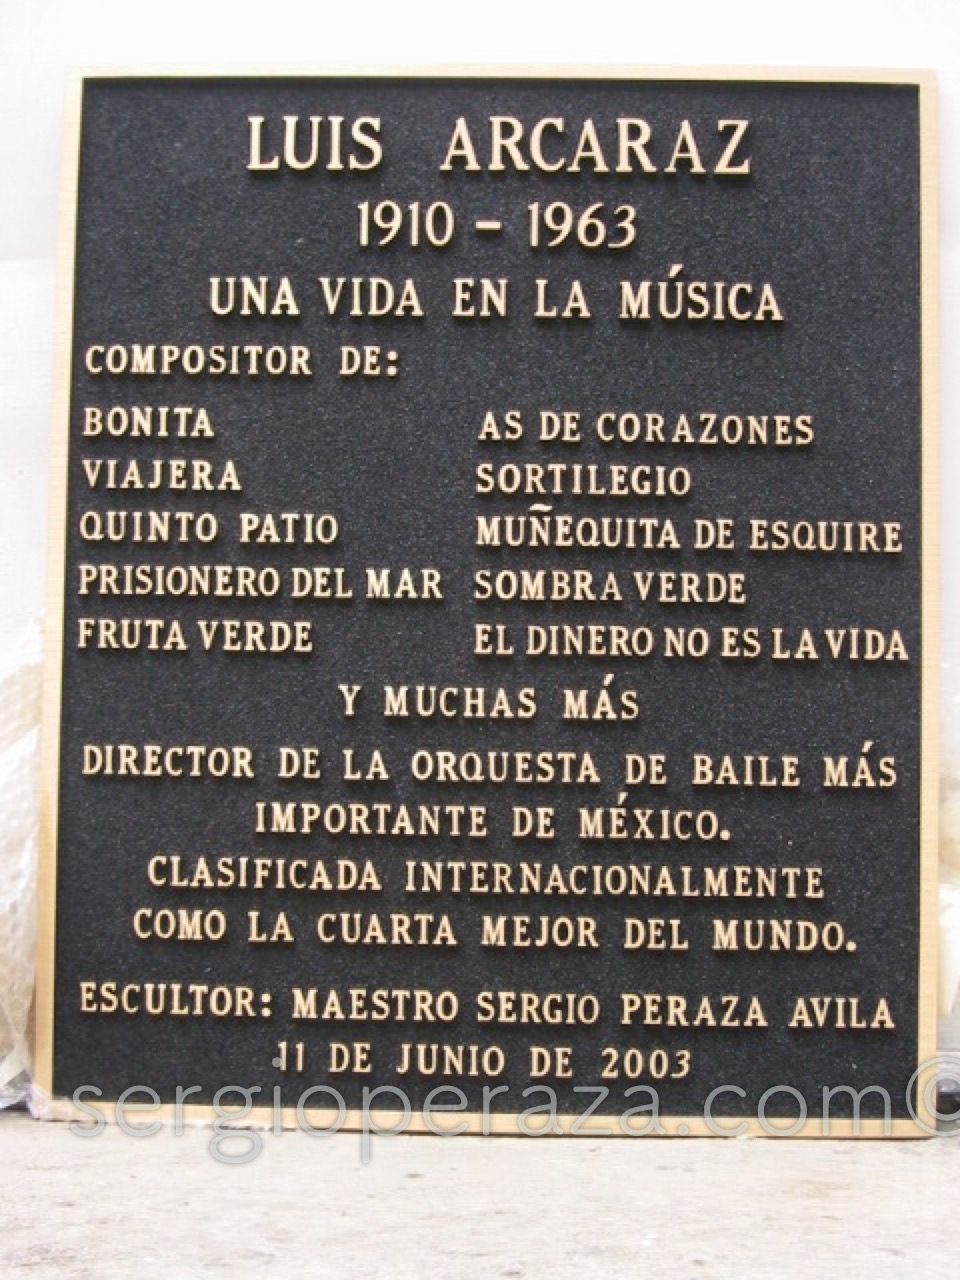 LUIS ARCARAZ
1910 - 1963
UNA VIDA EN LA MÚSICA
COMPOSITOR DE:
BONITA AS DE CORAZONES
VIAJERA SORTILEGIO
QUINTO PATIO MUÑEQUITA DE ESQUIRE
PRISIONERO DEL MAR SOMBRA VERDE
FRUTA VERDE EL DINERO NO ES LA VIDA
Y MUCHAS MÁS
DIRECTOR DE LA ORQUESTA DE BAILE MÁS
IMPORTANTE DE MÉXICO.
CLASIFICADA INTERNACIONALMENTE
COMO LA CUARTA MEJOR DEL MUNDO.
ESCULTOR: MAESTRO SERGIO PERAZA AVILA
11 DE JUNIO DE 2003
sergioperaza.com©